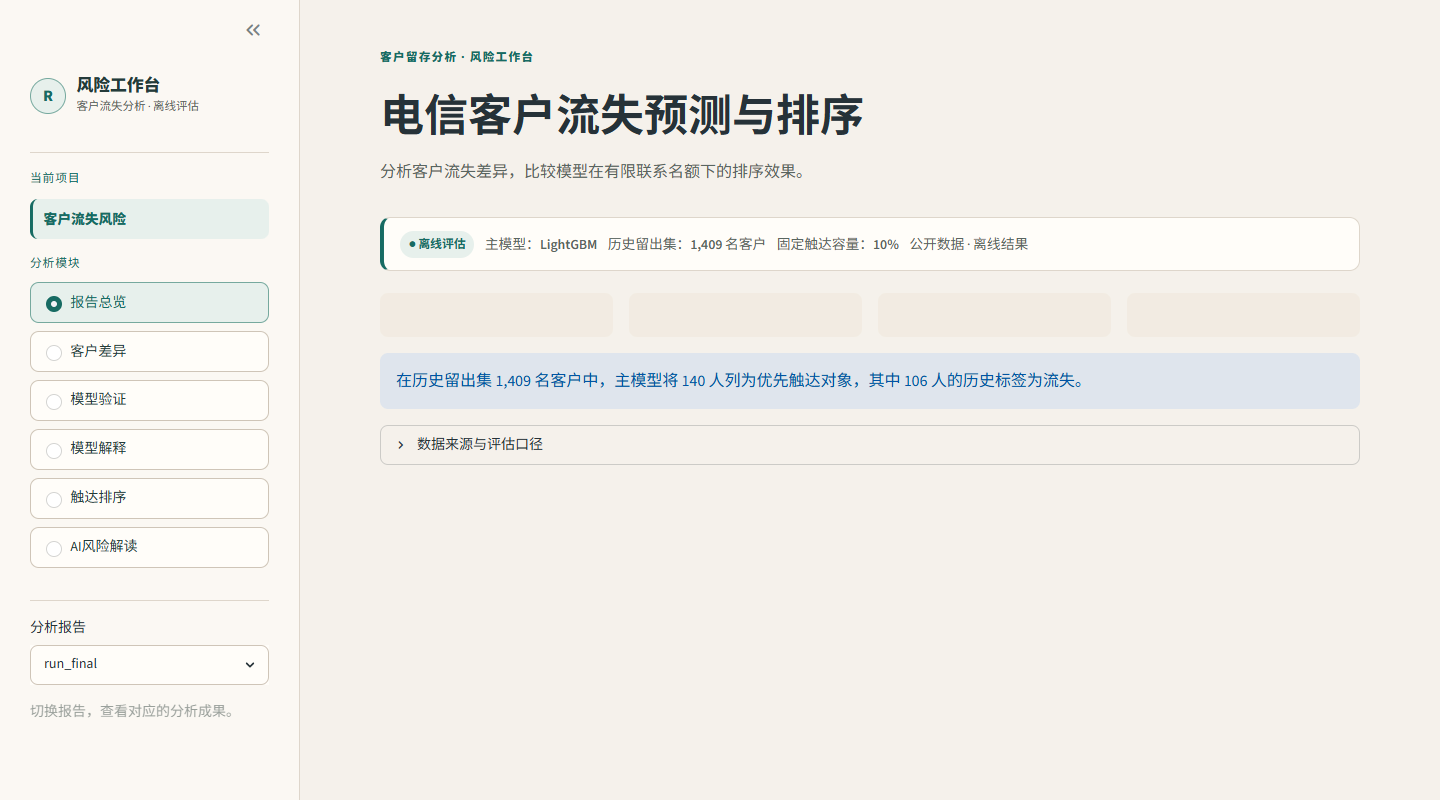 R
风险工作台
客户流失分析 · 离线评估
当前项目
客户流失风险
分析模块
报告总览
客户差异
模型验证
模型解释
触达排序
AI风险解读
分析报告
run_final
切换报告，查看对应的分析成果。
客户留存分析 · 风险工作台
电信客户流失预测与排序
分析客户流失差异，比较模型在有限联系名额下的排序效果。
离线评估 主模型：LightGBM 历史留出集：1,409 名客户 固定触达容量：10% 公开数据 · 离线结果
在历史留出集 1,409 名客户中，主模型将 140 人列为优先触达对象，其中 106 人的历史标签为流失。
数据来源与评估口径